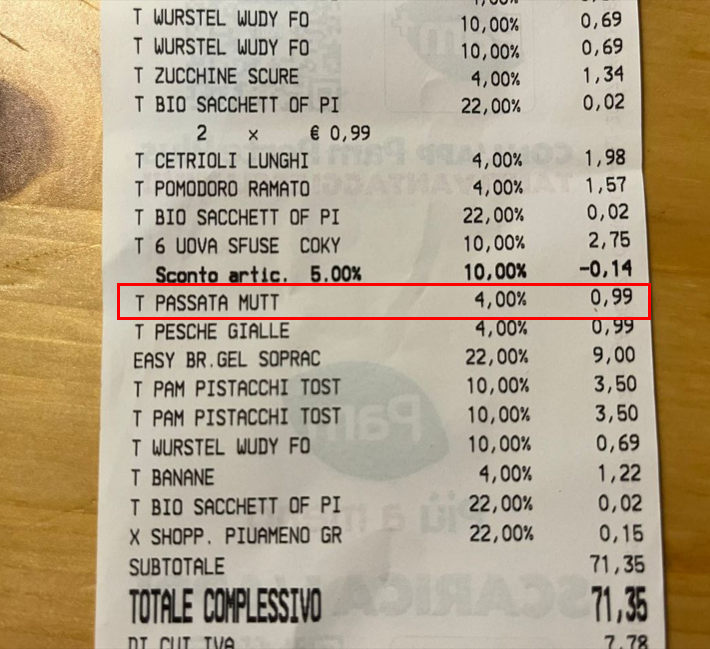 T WURSTEL WUDY FO 10,00% 0,69
T WURSTEL WUDY FO 10,00% 0,69
T ZUCCHINE SCURE 4,00% 1,34
T BIO SACCHETT OF PI 22,00% 0,02
2 x € 0,99
T CETRIOLI LUNGHI 4,00% 1,98
T POMODORO RAMATO 4,00% 1,57
T BIO SACCHETT OF PI 22,00% 0,02
T 6 UOVA SFUSE COKY 10,00% 2,75
Sconto artic. 5.00% 10,00% -0,14
T PASSATA MUTT 4,00% 0,99
T PESCHE GIALLE 4,00% 0,99
EASY BR.GEL SOPRAC 22,00% 9,00
T PAM PISTACCHI TOST 10,00% 3,50
T PAM PISTACCHI TOST 10,00% 3,50
T WURSTEL WUDY FO 10,00% 0,69
T BANANE 4,00% 1,22
T BIO SACCHETT OF PI 22,00% 0,02
X SHOPP. PIUAMENO GR 22,00% 0,15
SUBTOTALE 71,35
TOTALE COMPLESSIVO 71,35
DI CUI IVA 7,78